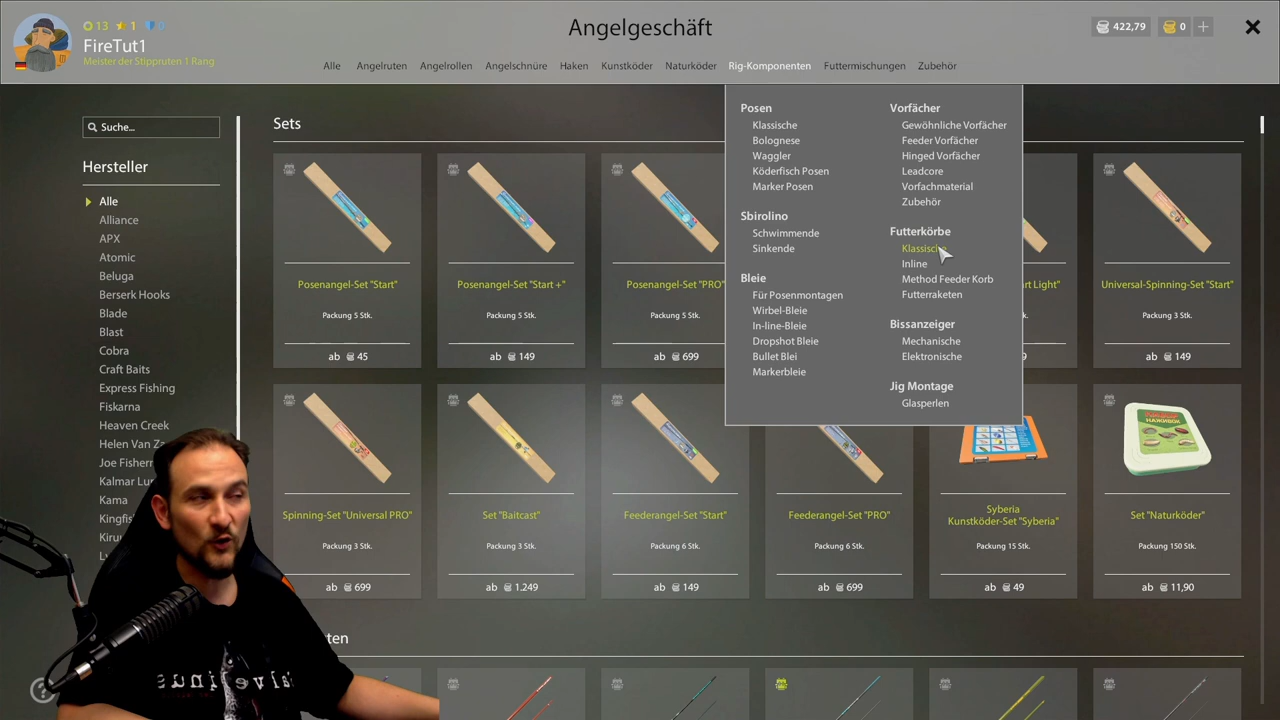 13 1 0
FireTut1
Meister der Stippruten 1 Rang
Angelgeschäft
422,79 0 +
Alle Angelruten Angelrollen Angelschnüre Haken Kunstköder Naturköder Rig-Komponenten Futtermischungen Zubehör
Suche...
Hersteller
Alle
Alliance
APX
Atomic
Beluga
Berserk Hooks
Blade
Blast
Cobra
Craft Baits
Express Fishing
Fiskarna
Heaven Creek
Helen Van Za
Joe Fisherm
Kalmar Lu
Kama
Kingfis
Kiru
Sets
Posenangel-Set "Start"
Packung 5 Stk.
ab 45
Posenangel-Set "Start +"
Packung 5 Stk.
ab 149
Posenangel-Set "PRO"
Packung 5 Stk.
ab 699
Universal-Spinning-Set "Start"
Packung 3 Stk.
ab 149
Posen
Klassische
Bolognese
Waggler
Köderfisch Posen
Marker Posen
Sbirolino
Schwimmende
Sinkende
Bleie
Für Posenmontagen
Wirbel-Bleie
In-line-Bleie
Dropshot Bleie
Bullet Blei
Markerbleie
Vorfächer
Gewöhnliche Vorfächer
Feeder Vorfächer
Hinged Vorfächer
Leadcore
Vorfachmaterial
Zubehör
Futterkörbe
Klassische
Inline
Method Feeder Korb
Futterraketen
Bissanzeiger
Mechanische
Elektronische
Jig Montage
Glasperlen
Spinning-Set "Universal PRO"
Packung 3 Stk.
ab 699
Set "Baitcast"
Packung 3 Stk.
ab 1.249
Feederangel-Set "Start"
Packung 6 Stk.
ab 149
Feederangel-Set "PRO"
Packung 6 Stk.
ab 699
Syberia
Kunstköder-Set "Syberia"
Packung 15 Stk.
ab 49
Set "Naturköder"
Packung 150 Stk.
ab 11,90